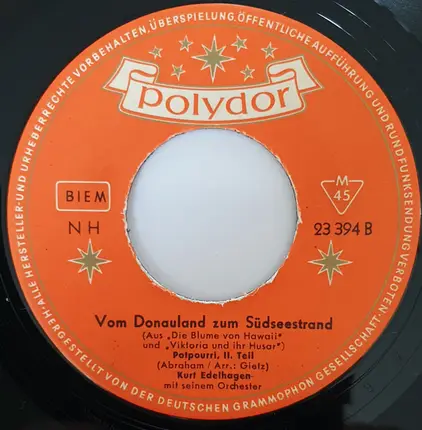 ALLE HERSTELLER- UND URHEBERRECHTE VORBEHALTEN, ÜBERSPIELUNG, ÖFFENTLICHE AUFFÜHRUNG UND RUNDFUNKSENDUNG VERBOTEN
polydor
BIEM
M
45
NH
23 394 B
Vom Donauland zum Südseestrand
(Aus „Die Blume von Hawaii"
und „Viktoria und ihr Husar")
Potpourri, II. Teil
(Abraham / Arr.: Gietz)
Kurt Edelhagen
mit seinem Orchester
HERGESTELLT VON DER DEUTSCHEN GRAMMOPHON GESELLSCHAFT